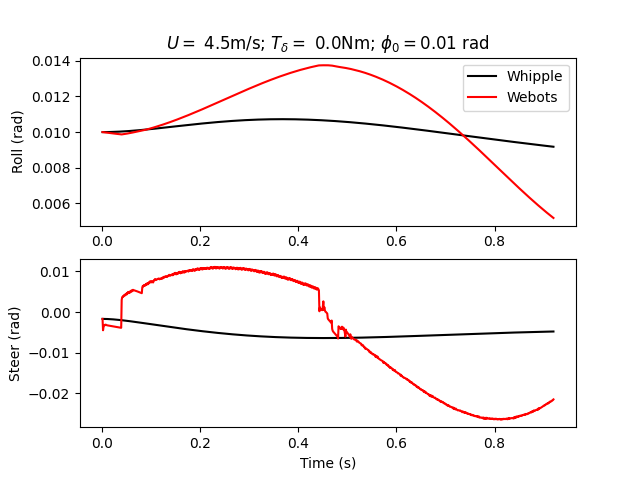 U = 4.5m/s; Tδ = 0.0Nm; ϕ0 = 0.01 rad
Roll (rad)
0.014
0.012
0.010
0.008
0.006
Whipple
Webots
0.0 0.2 0.4 0.6 0.8
Steer (rad)
0.01
0.00
−0.01
−0.02
0.0 0.2 0.4 0.6 0.8
Time (s)